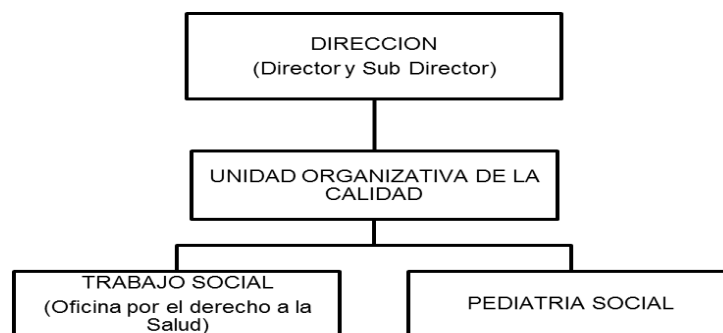 DIRECCION
(Director y Sub Director)
UNIDAD ORGANIZATIVA DE LA
CALIDAD
TRABAJO SOCIAL
(Oficina por el derecho a la
Salud)
PEDIATRIA SOCIAL